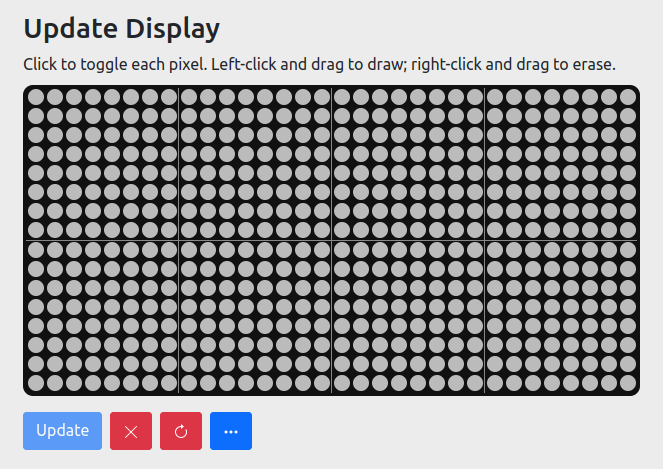 Update Display
Click to toggle each pixel. Left-click and drag to draw; right-click and drag to erase.
Update